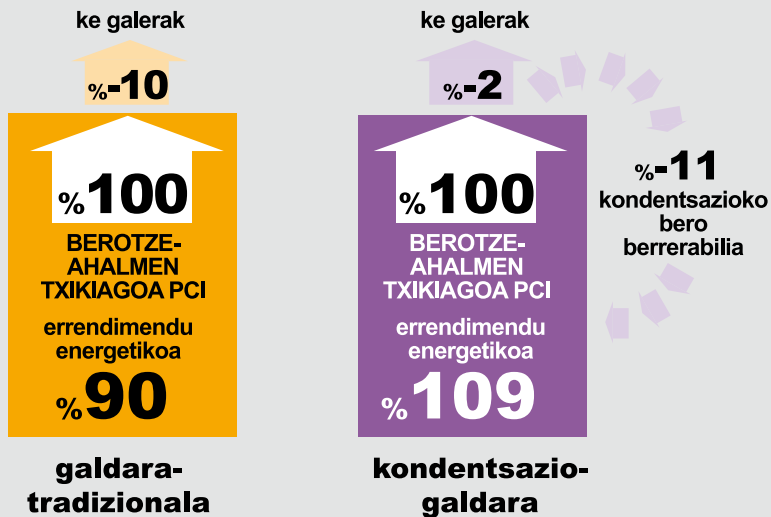 ke galerak
%-10
%100
BEROTZE-
AHALMEN
TXIKIAGOA PCI
errendimendu
energetikoa
%90
galdara-
tradizionala
ke galerak
%-2
%100
BEROTZE-
AHALMEN
TXIKIAGOA PCI
errendimendu
energetikoa
%109
kondentsazio-
galdara
%-11
kondentsazioko
bero
berrerabilia